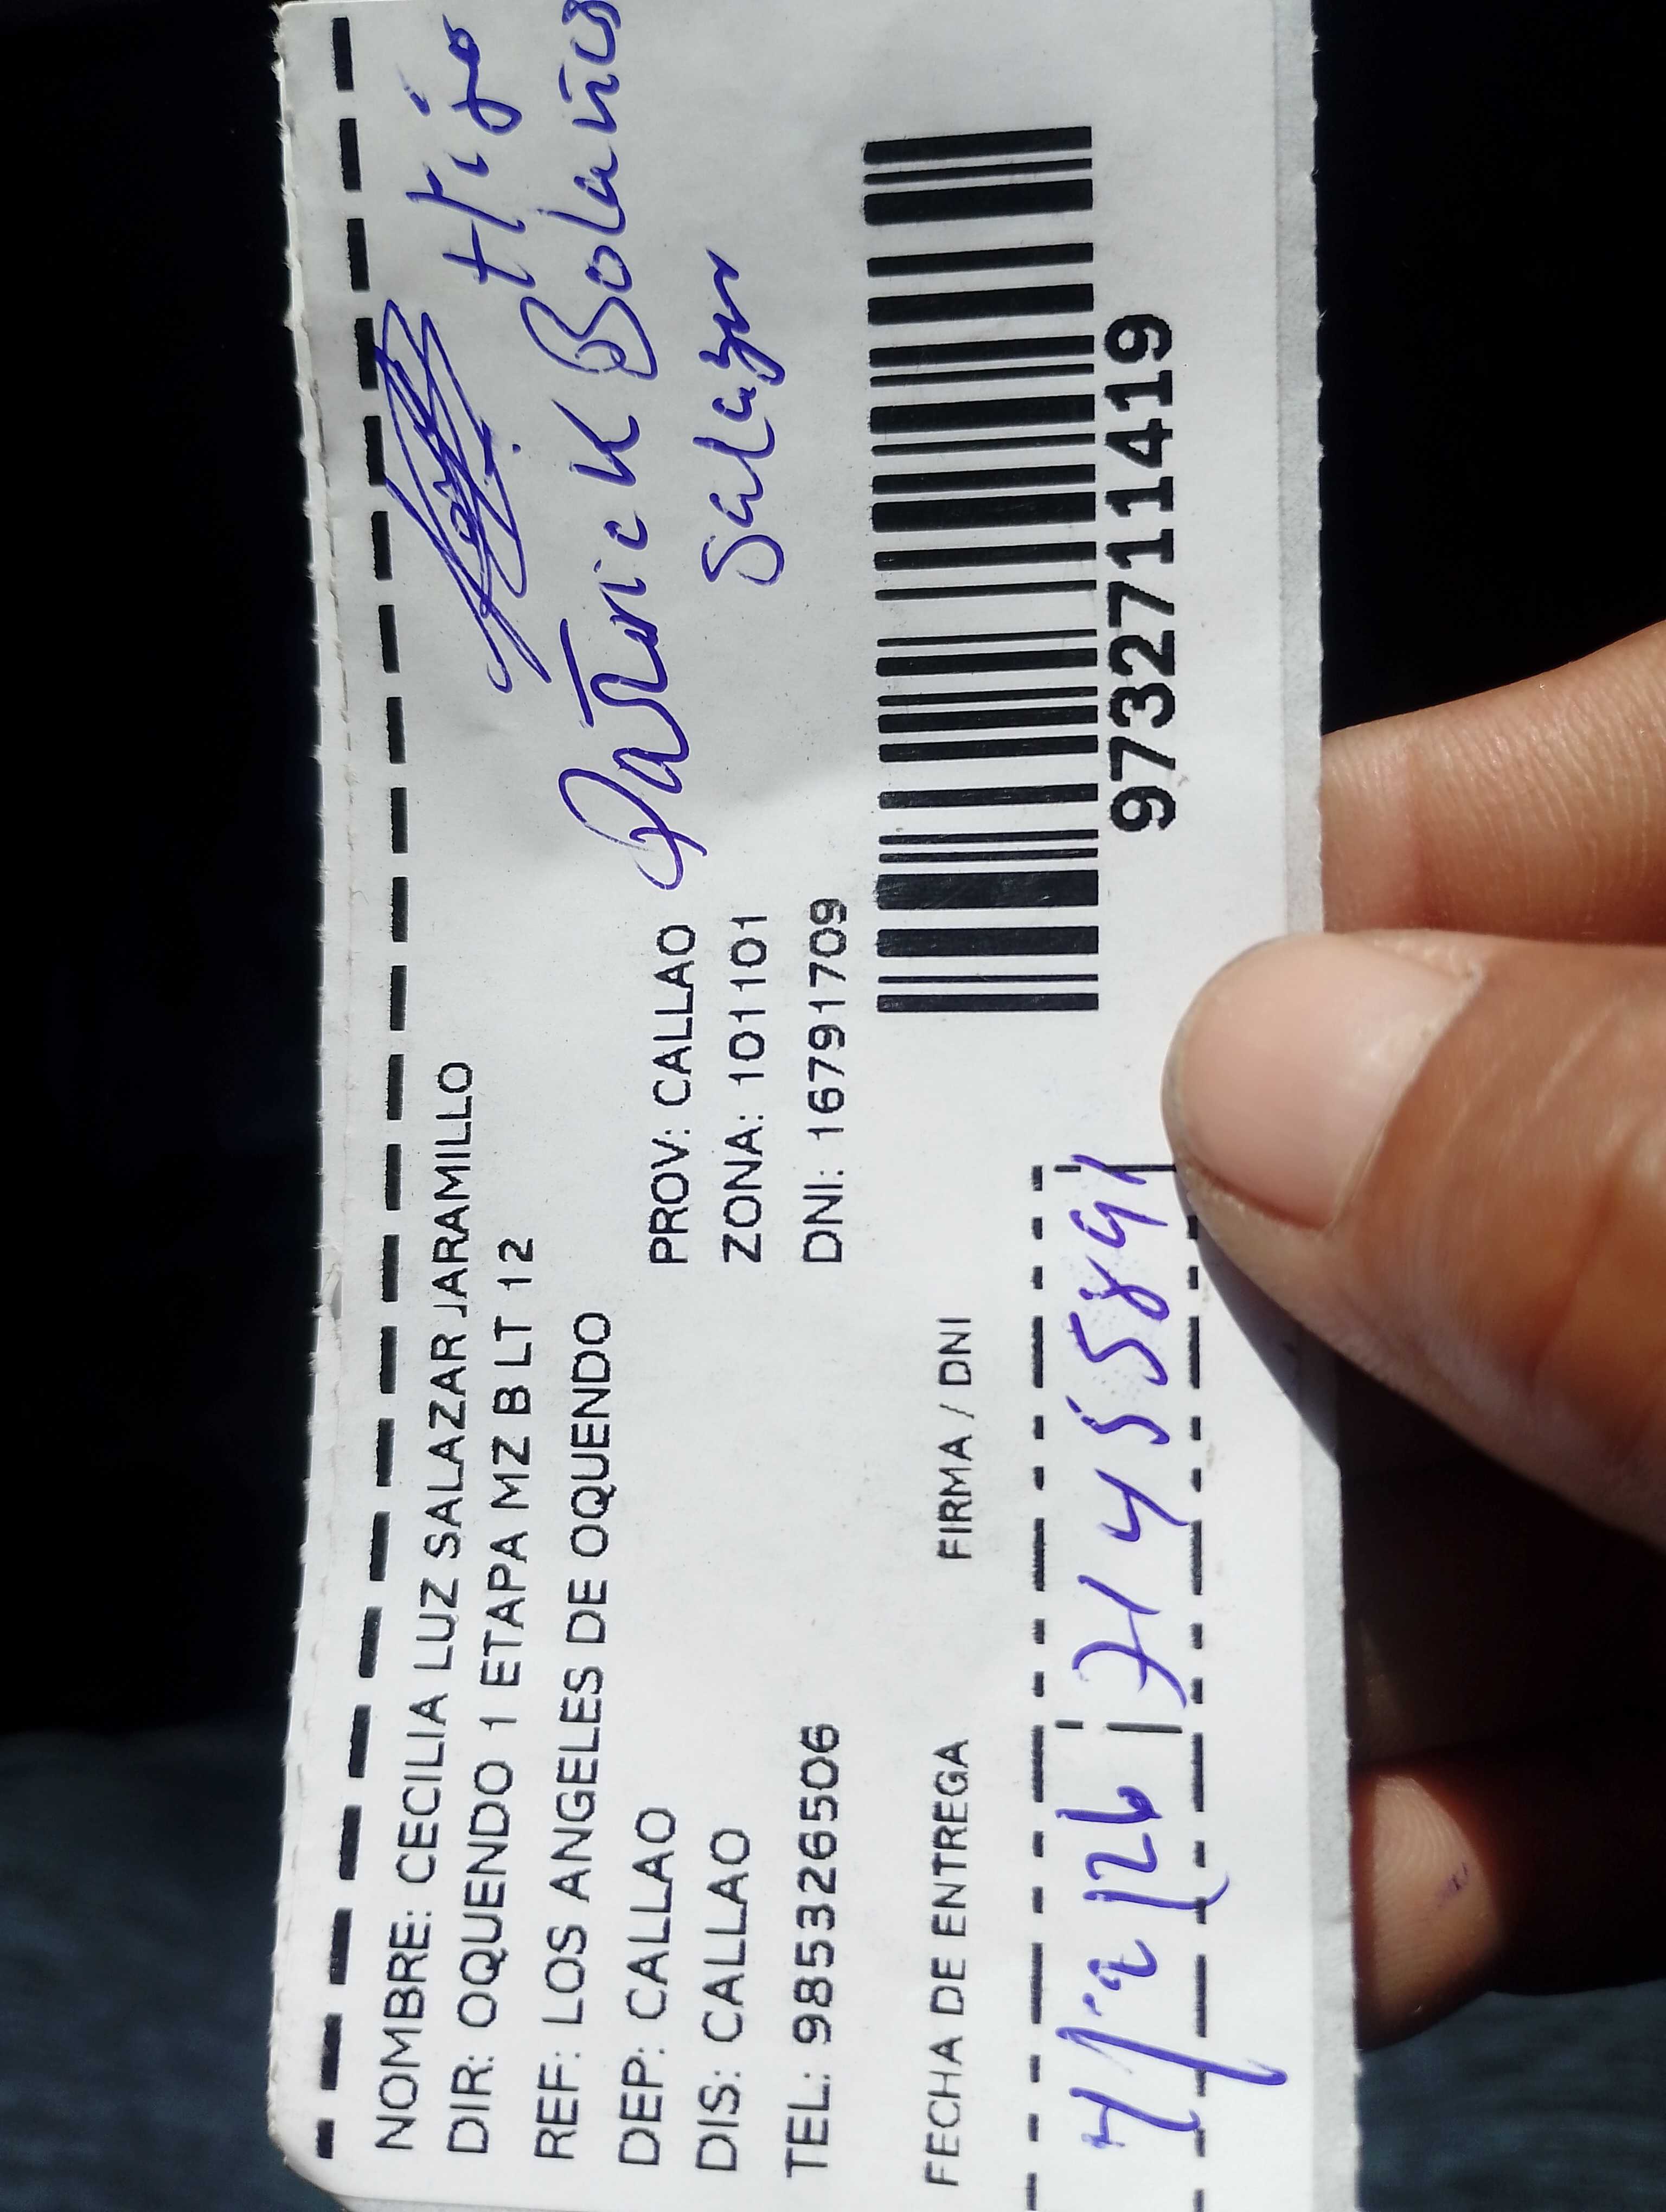 NOMBRE: CECILIA LUZ SALAZAR JARAMILLO
DIR: OQUENDO 1 ETAPA MZ B LT 12
REF: LOS ANGELES DE OQUENDO
DEP: CALLAO PROV: CALLAO
DIS: CALLAO ZONA: 101101
TEL: 985326506 DNI: 16791709
Hijo
Patrick Bolaños
Salazar
FECHA DE ENTREGA FIRMA / DNI
71455891
9732711419